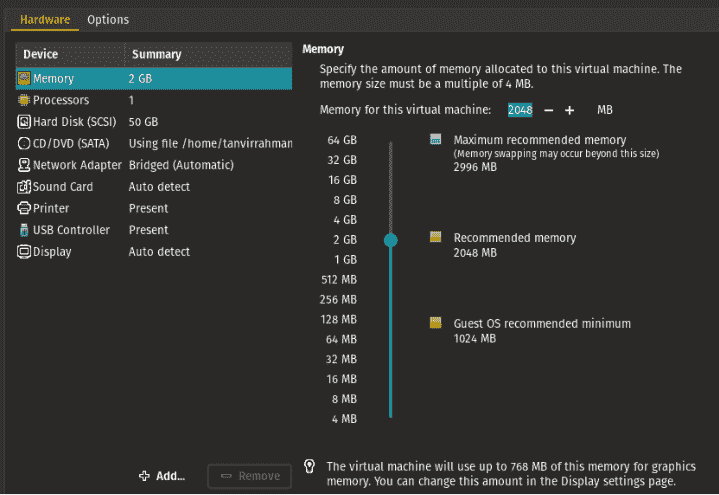 Hardware Options
Device Summary
Memory 2 GB
Processors 1
Hard Disk (SCSI) 50 GB
CD/DVD (SATA) Using file /home/tanvirrahman
Network Adapter Bridged (Automatic)
Sound Card Auto detect
Printer Present
USB Controller Present
Display Auto detect
Add...
Remove
Memory
Specify the amount of memory allocated to this virtual machine. The
memory size must be a multiple of 4 MB.
Memory for this virtual machine: 2048 − + MB
64 GB
32 GB
16 GB
8 GB
4 GB
2 GB
1 GB
512 MB
256 MB
128 MB
64 MB
32 MB
16 MB
8 MB
4 MB
Maximum recommended memory
(Memory swapping may occur beyond this size)
2996 MB
Recommended memory
2048 MB
Guest OS recommended minimum
1024 MB
The virtual machine will use up to 768 MB of this memory for graphics
memory. You can change this amount in the Display settings page.